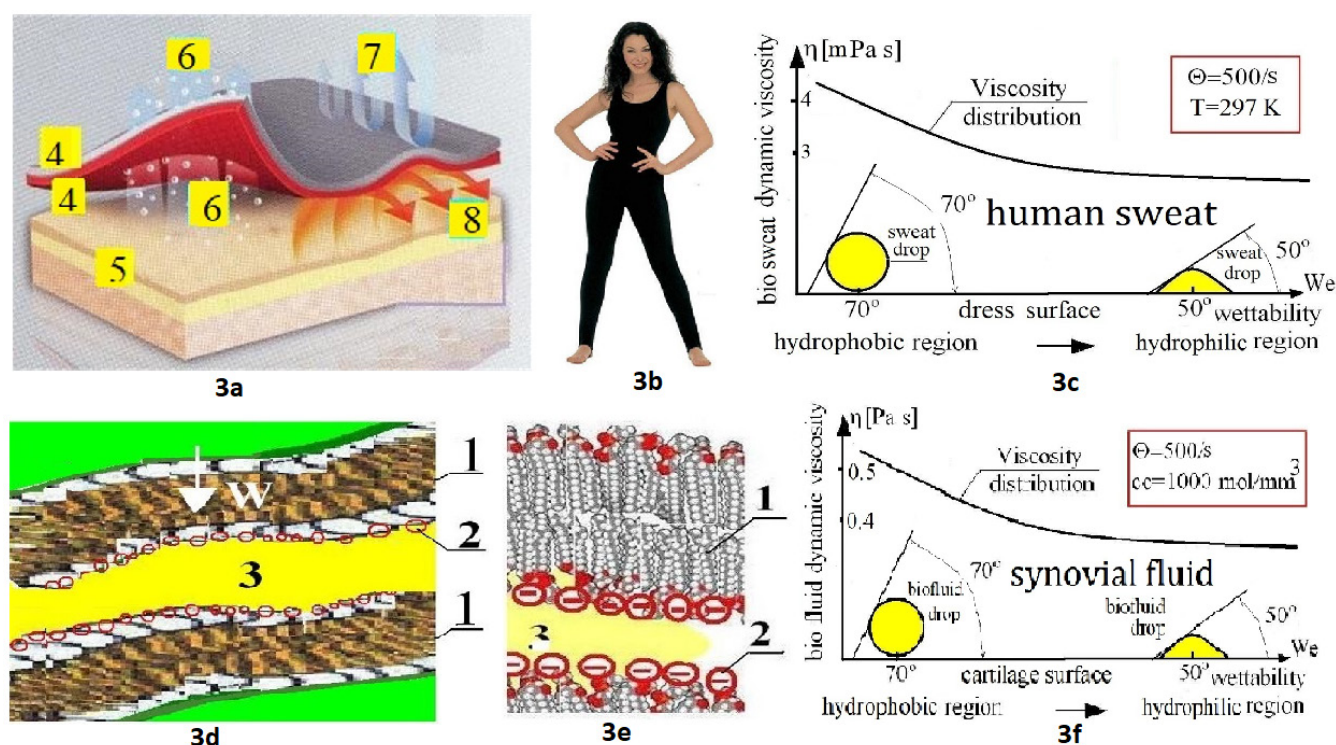 6
7
4
4
6
8
5
3a
3b
bio sweat dynamic viscosity
η[mPa s]
4
3
Viscosity
distribution
Θ=500/s
T=297 K
70°
human sweat
sweat
drop
sweat
drop
50°
We
70°
dress surface
50° wettability
hydrophobic region
hydrophilic region
3c
W
1
2
3
1
3d
1
3
2
3e
bio fluid dynamic viscosity
η[Pa s]
0.5
0.4
Viscosity
distribution
Θ=500/s
cc=1000 mol/mm³
70°
synovial fluid
biofluid
drop
biofluid
drop
50°
We
70°
cartilage surface
50° wettability
hydrophobic region
hydrophilic region
3f